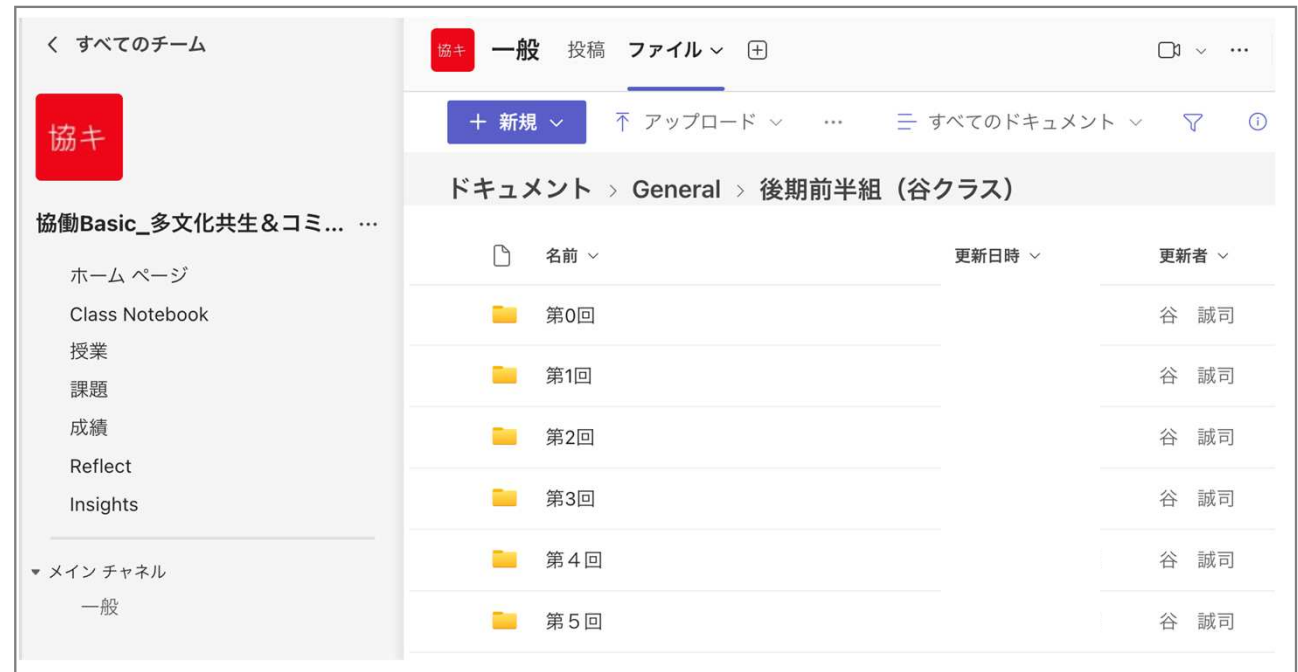 すべてのチーム
協キ
協働Basic_多文化共生＆コミ... ...
ホーム ページ
Class Notebook
授業
課題
成績
Reflect
Insights
メイン チャネル
一般
協キ 一般 投稿 ファイル
新規 アップロード ... すべてのドキュメント
ドキュメント > General > 後期前半組（谷クラス）
名前 更新日時 更新者
第0回 谷 誠司
第1回 谷 誠司
第2回 谷 誠司
第3回 谷 誠司
第４回 谷 誠司
第５回 谷 誠司